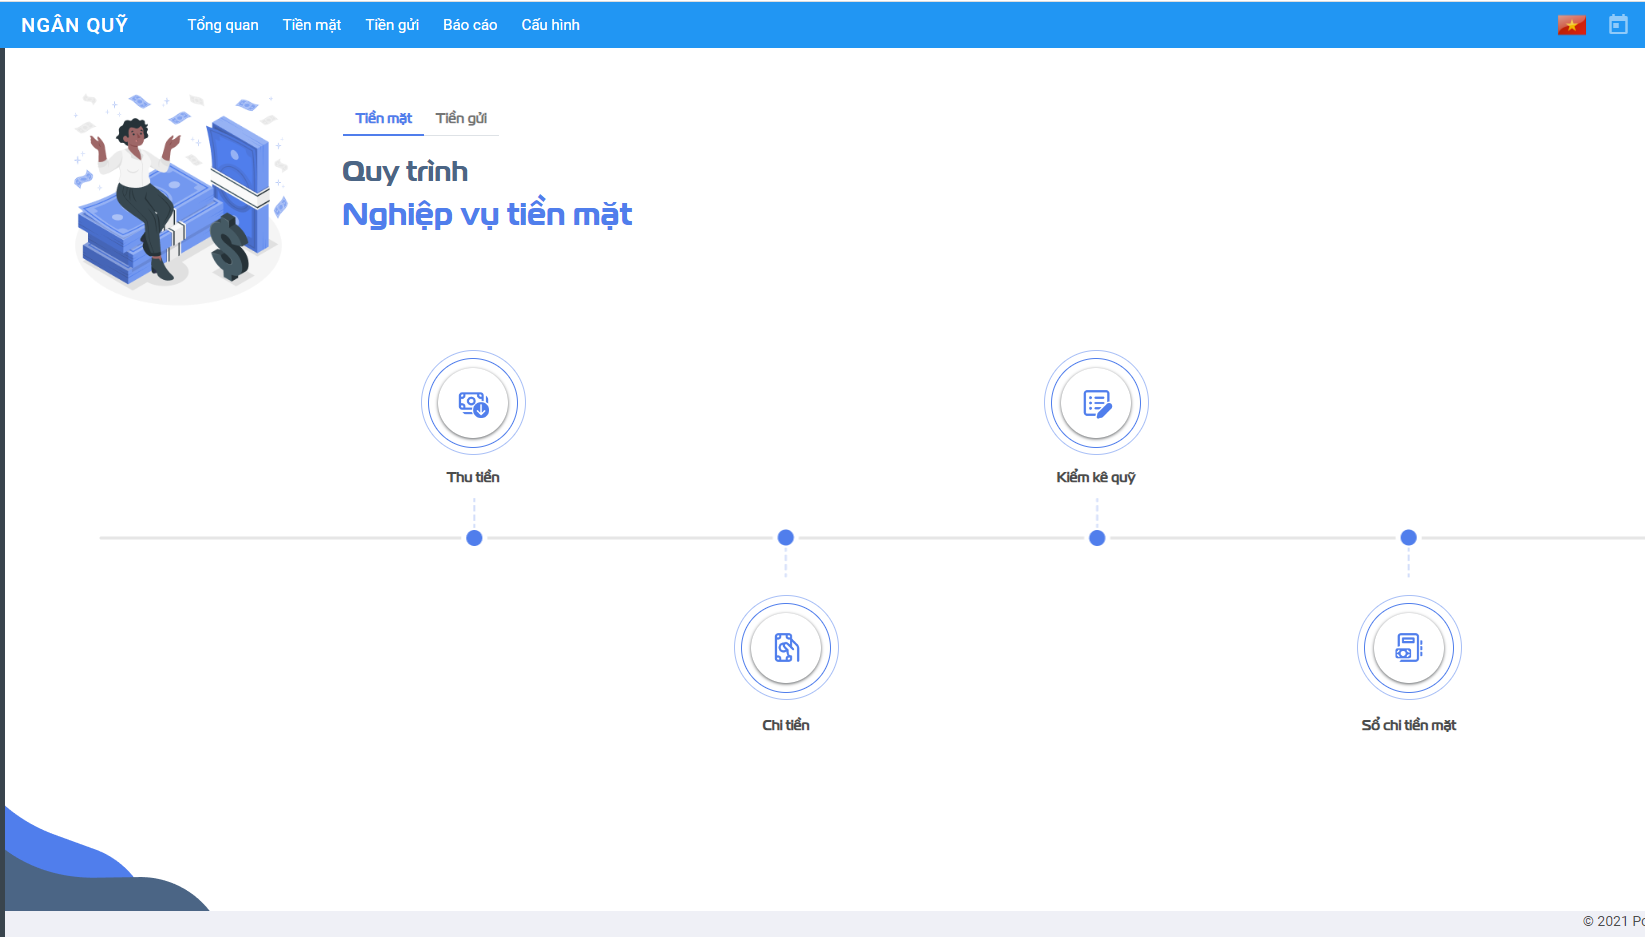 NGÂN QUỸ Tổng quan Tiền mặt Tiền gửi Báo cáo Cấu hình
Tiền mặt Tiền gửi
Quy trình
Nghiệp vụ tiền mặt
Thu tiền Kiểm kê quỹ
Chi tiền Sổ chi tiền mặt
© 2021